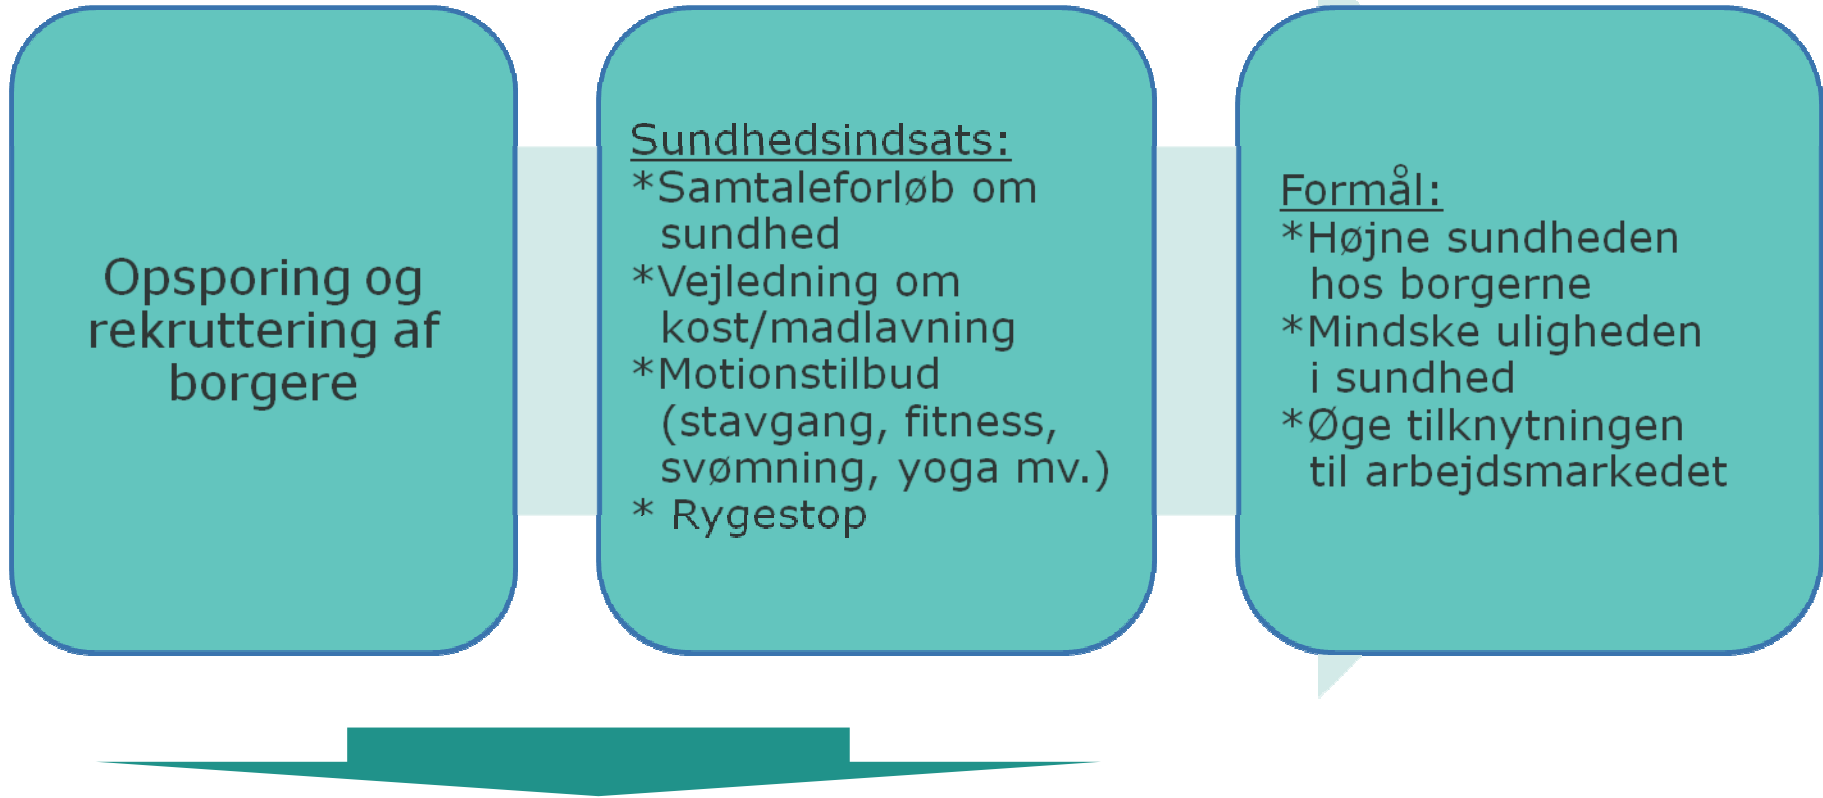 Opsporing og
rekruttering af
borgere
Sundhedsindsats:
*Samtaleforløb om
sundhed
*Vejledning om
kost/madlavning
*Motionstilbud
(stavgang, fitness,
svømning, yoga mv.)
* Rygestop
Formål:
*Højne sundheden
hos borgerne
*Mindske uligheden
i sundhed
*Øge tilknytningen
til arbejdsmarkedet